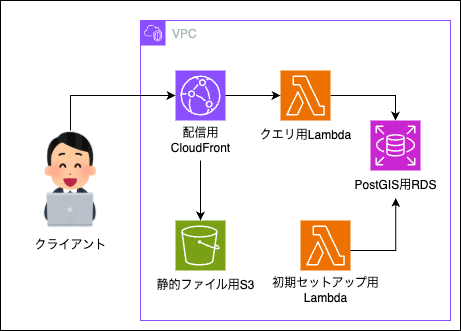 VPC
配信用
CloudFront
クエリ用Lambda
PostGIS用RDS
クライアント
静的ファイル用S3
初期セットアップ用
Lambda